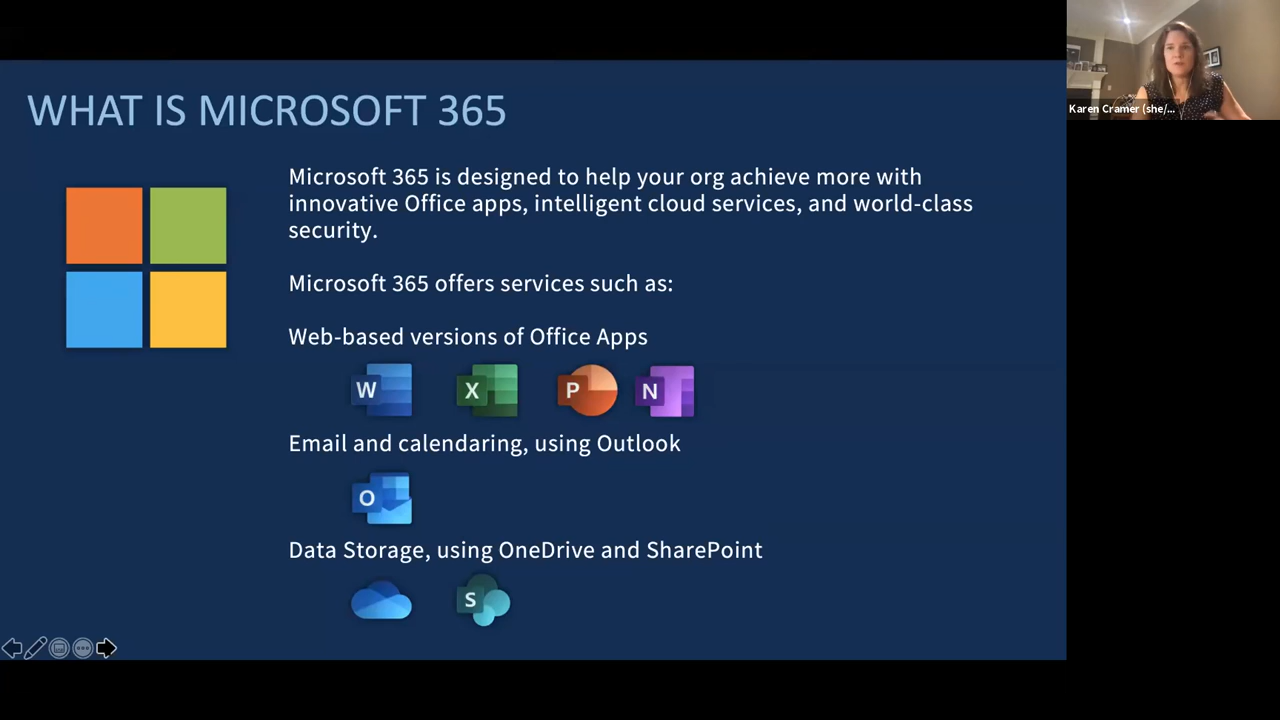 WHAT IS MICROSOFT 365
Microsoft 365 is designed to help your org achieve more with
innovative Office apps, intelligent cloud services, and world-class
security.
Microsoft 365 offers services such as:
Web-based versions of Office Apps
W X P N
Email and calendaring, using Outlook
O
Data Storage, using OneDrive and SharePoint
S
Karen Cramer (she/...